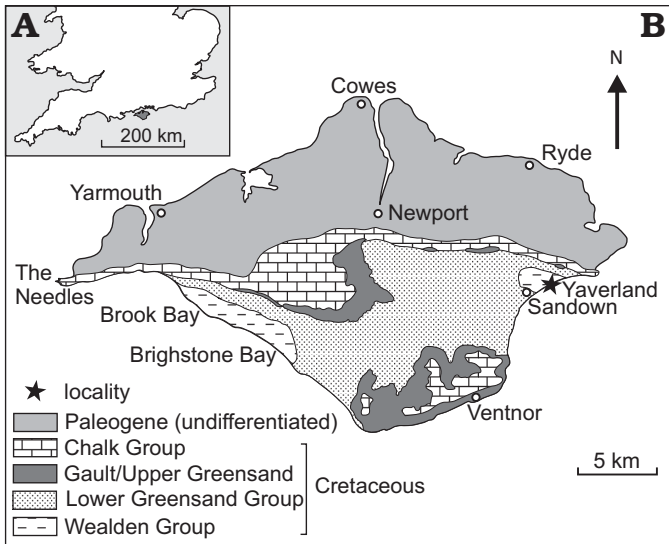 A
B
200 km
N
Cowes
Ryde
Yarmouth
Newport
The
Needles
Yaverland
Sandown
Brook Bay
Brighstone Bay
Ventnor
locality
Paleogene (undifferentiated)
Chalk Group
Gault/Upper Greensand
Lower Greensand Group
Wealden Group
Cretaceous
5 km